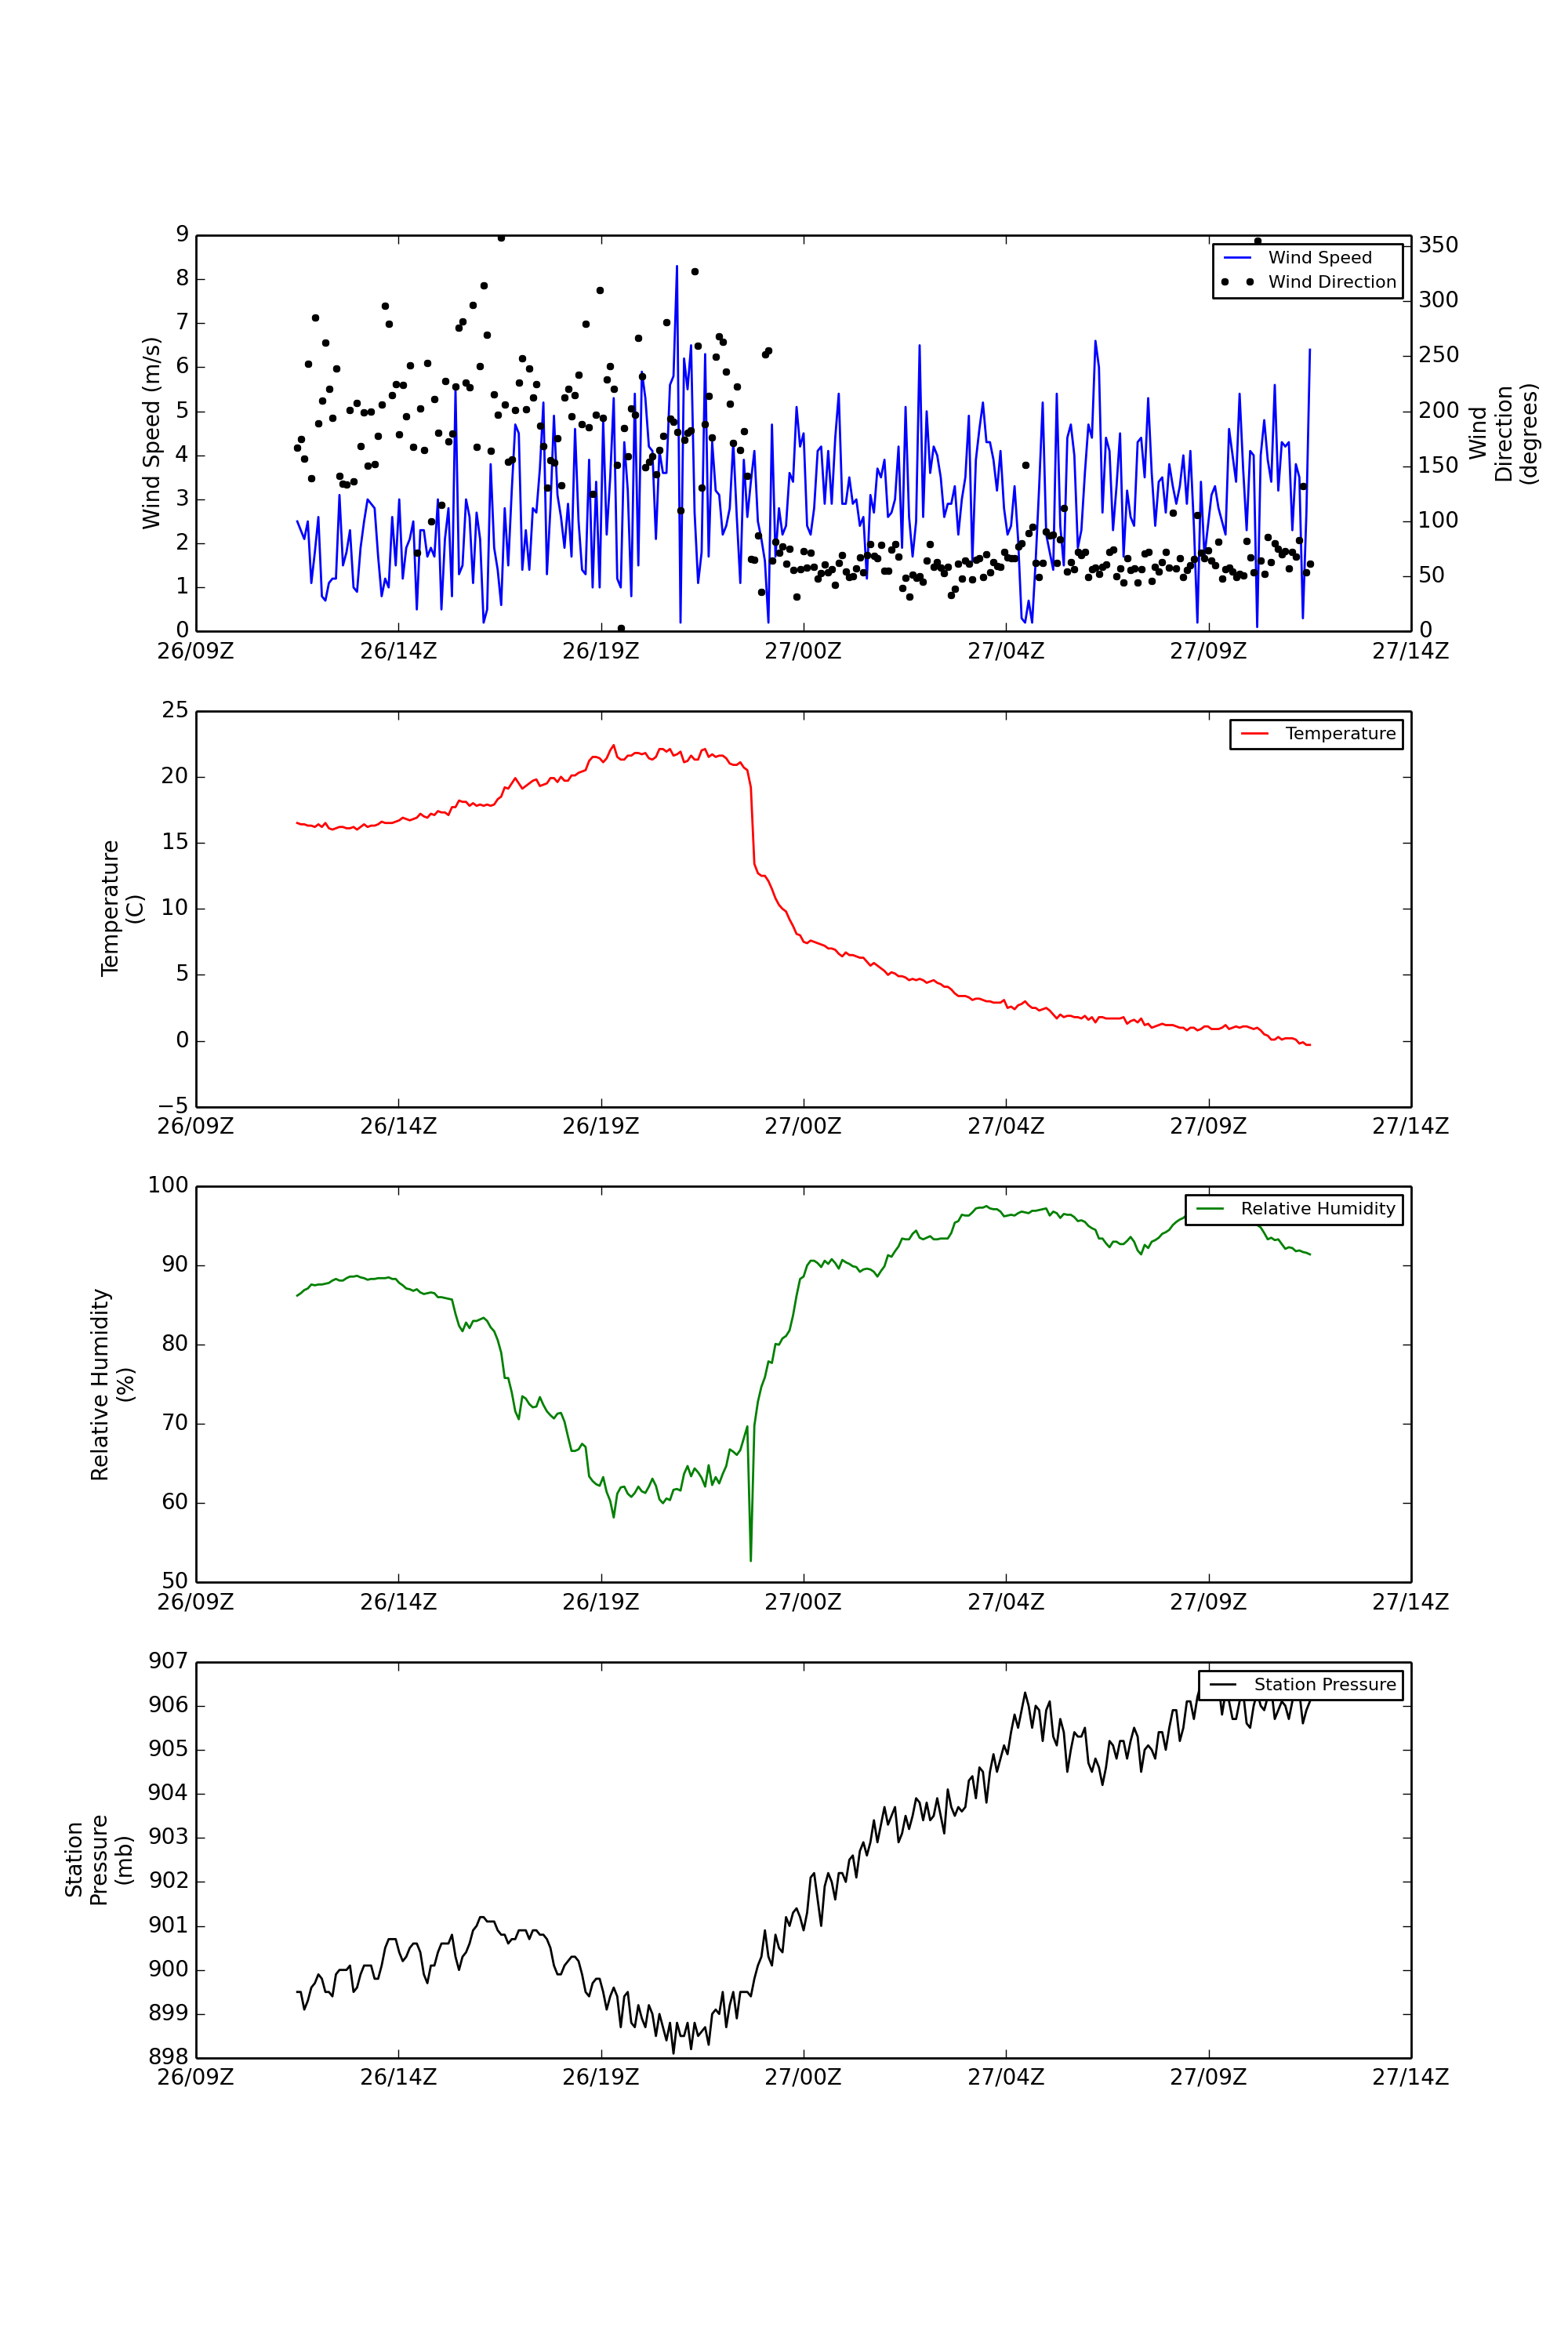 9
8
7
6
5
4
3
2
1
0
Wind Speed (m/s)
350
300
250
200
150
100
50
0
Wind
Direction
(degrees)
Wind Speed
Wind Direction
26/09Z 26/14Z 26/19Z 27/00Z 27/04Z 27/09Z 27/14Z
25
20
15
10
5
0
−5
Temperature
(C)
Temperature
26/09Z 26/14Z 26/19Z 27/00Z 27/04Z 27/09Z 27/14Z
100
90
80
70
60
50
Relative Humidity
(%)
Relative Humidity
26/09Z 26/14Z 26/19Z 27/00Z 27/04Z 27/09Z 27/14Z
907
906
905
904
903
902
901
900
899
898
Station
Pressure
(mb)
Station Pressure
26/09Z 26/14Z 26/19Z 27/00Z 27/04Z 27/09Z 27/14Z